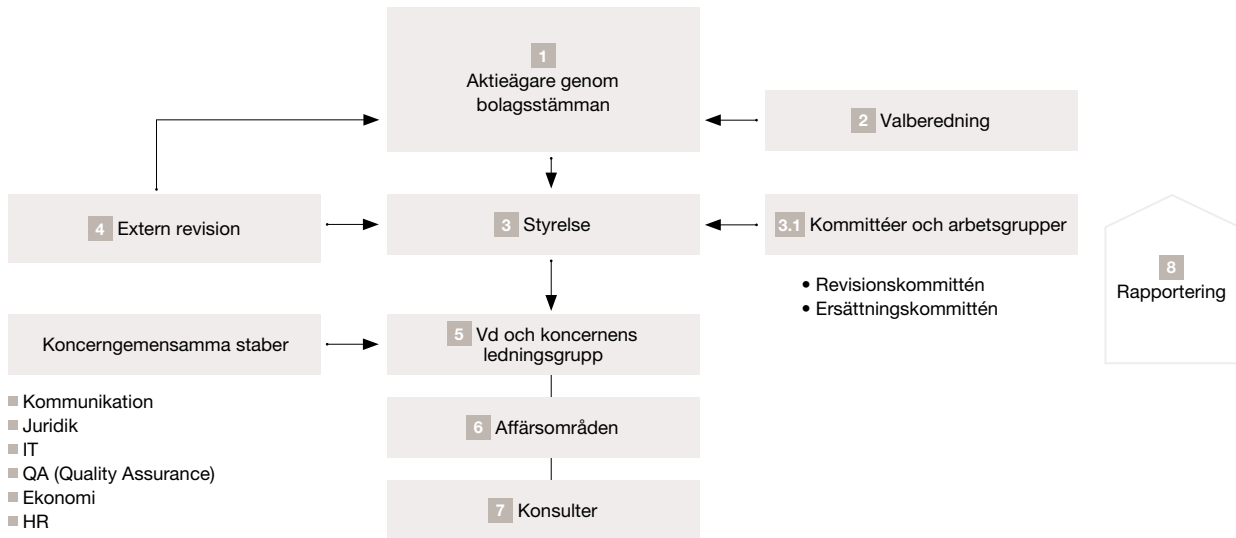 1
Aktieägare genom
bolagsstämman
2 Valberedning
4 Extern revision
3 Styrelse
3.1 Kommittéer och arbetsgrupper
• Revisionskommittén
• Ersättningskommittén
8
Rapportering
Koncerngemensamma staber
5 Vd och koncernens
ledningsgrupp
Kommunikation
Juridik
IT
QA (Quality Assurance)
Ekonomi
HR
6 Affärsområden
7 Konsulter